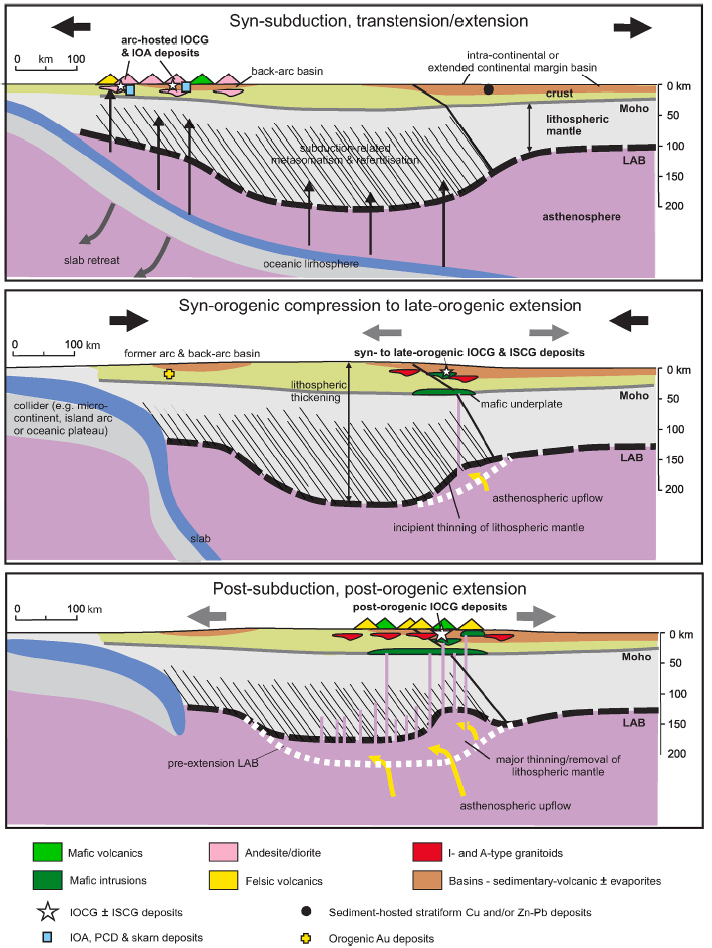 Syn-subduction, transtension/extension
arc-hosted IOCG
& IOA deposits
0 km 100
back-arc basin
intra-continental or
extended continental margin basin
0 km
crust
Moho
50
lithospheric
mantle
100
LAB
150
200
subduction-related
metasomatism & refertilisation
asthenosphere
slab retreat
oceanic lithosphere
Syn-orogenic compression to late-orogenic extension
0 100 km
former arc & back-arc basin
syn- to late-orogenic IOCG & ISCG deposits
0 km
lithospheric
thickening
Moho
50
mafic underplate
collider (e.g. micro-
continent, island arc
or oceanic plateau)
100
LAB
150
200
asthenospheric upflow
incipient thinning of lithospheric mantle
slab
Post-subduction, post-orogenic extension
post-orogenic IOCG deposits
0 100 km
0 km
Moho
50
100
LAB
150
200
pre-extension LAB
major thinning/removal of
lithospheric mantle
asthenospheric upflow
Mafic volcanics
Andesite/diorite
I- and A-type granitoids
Mafic intrusions
Felsic volcanics
Basins - sedimentary-volcanic ± evaporites
IOCG ± ISCG deposits
Sediment-hosted stratiform Cu and/or Zn-Pb deposits
IOA, PCD & skarn deposits
Orogenic Au deposits